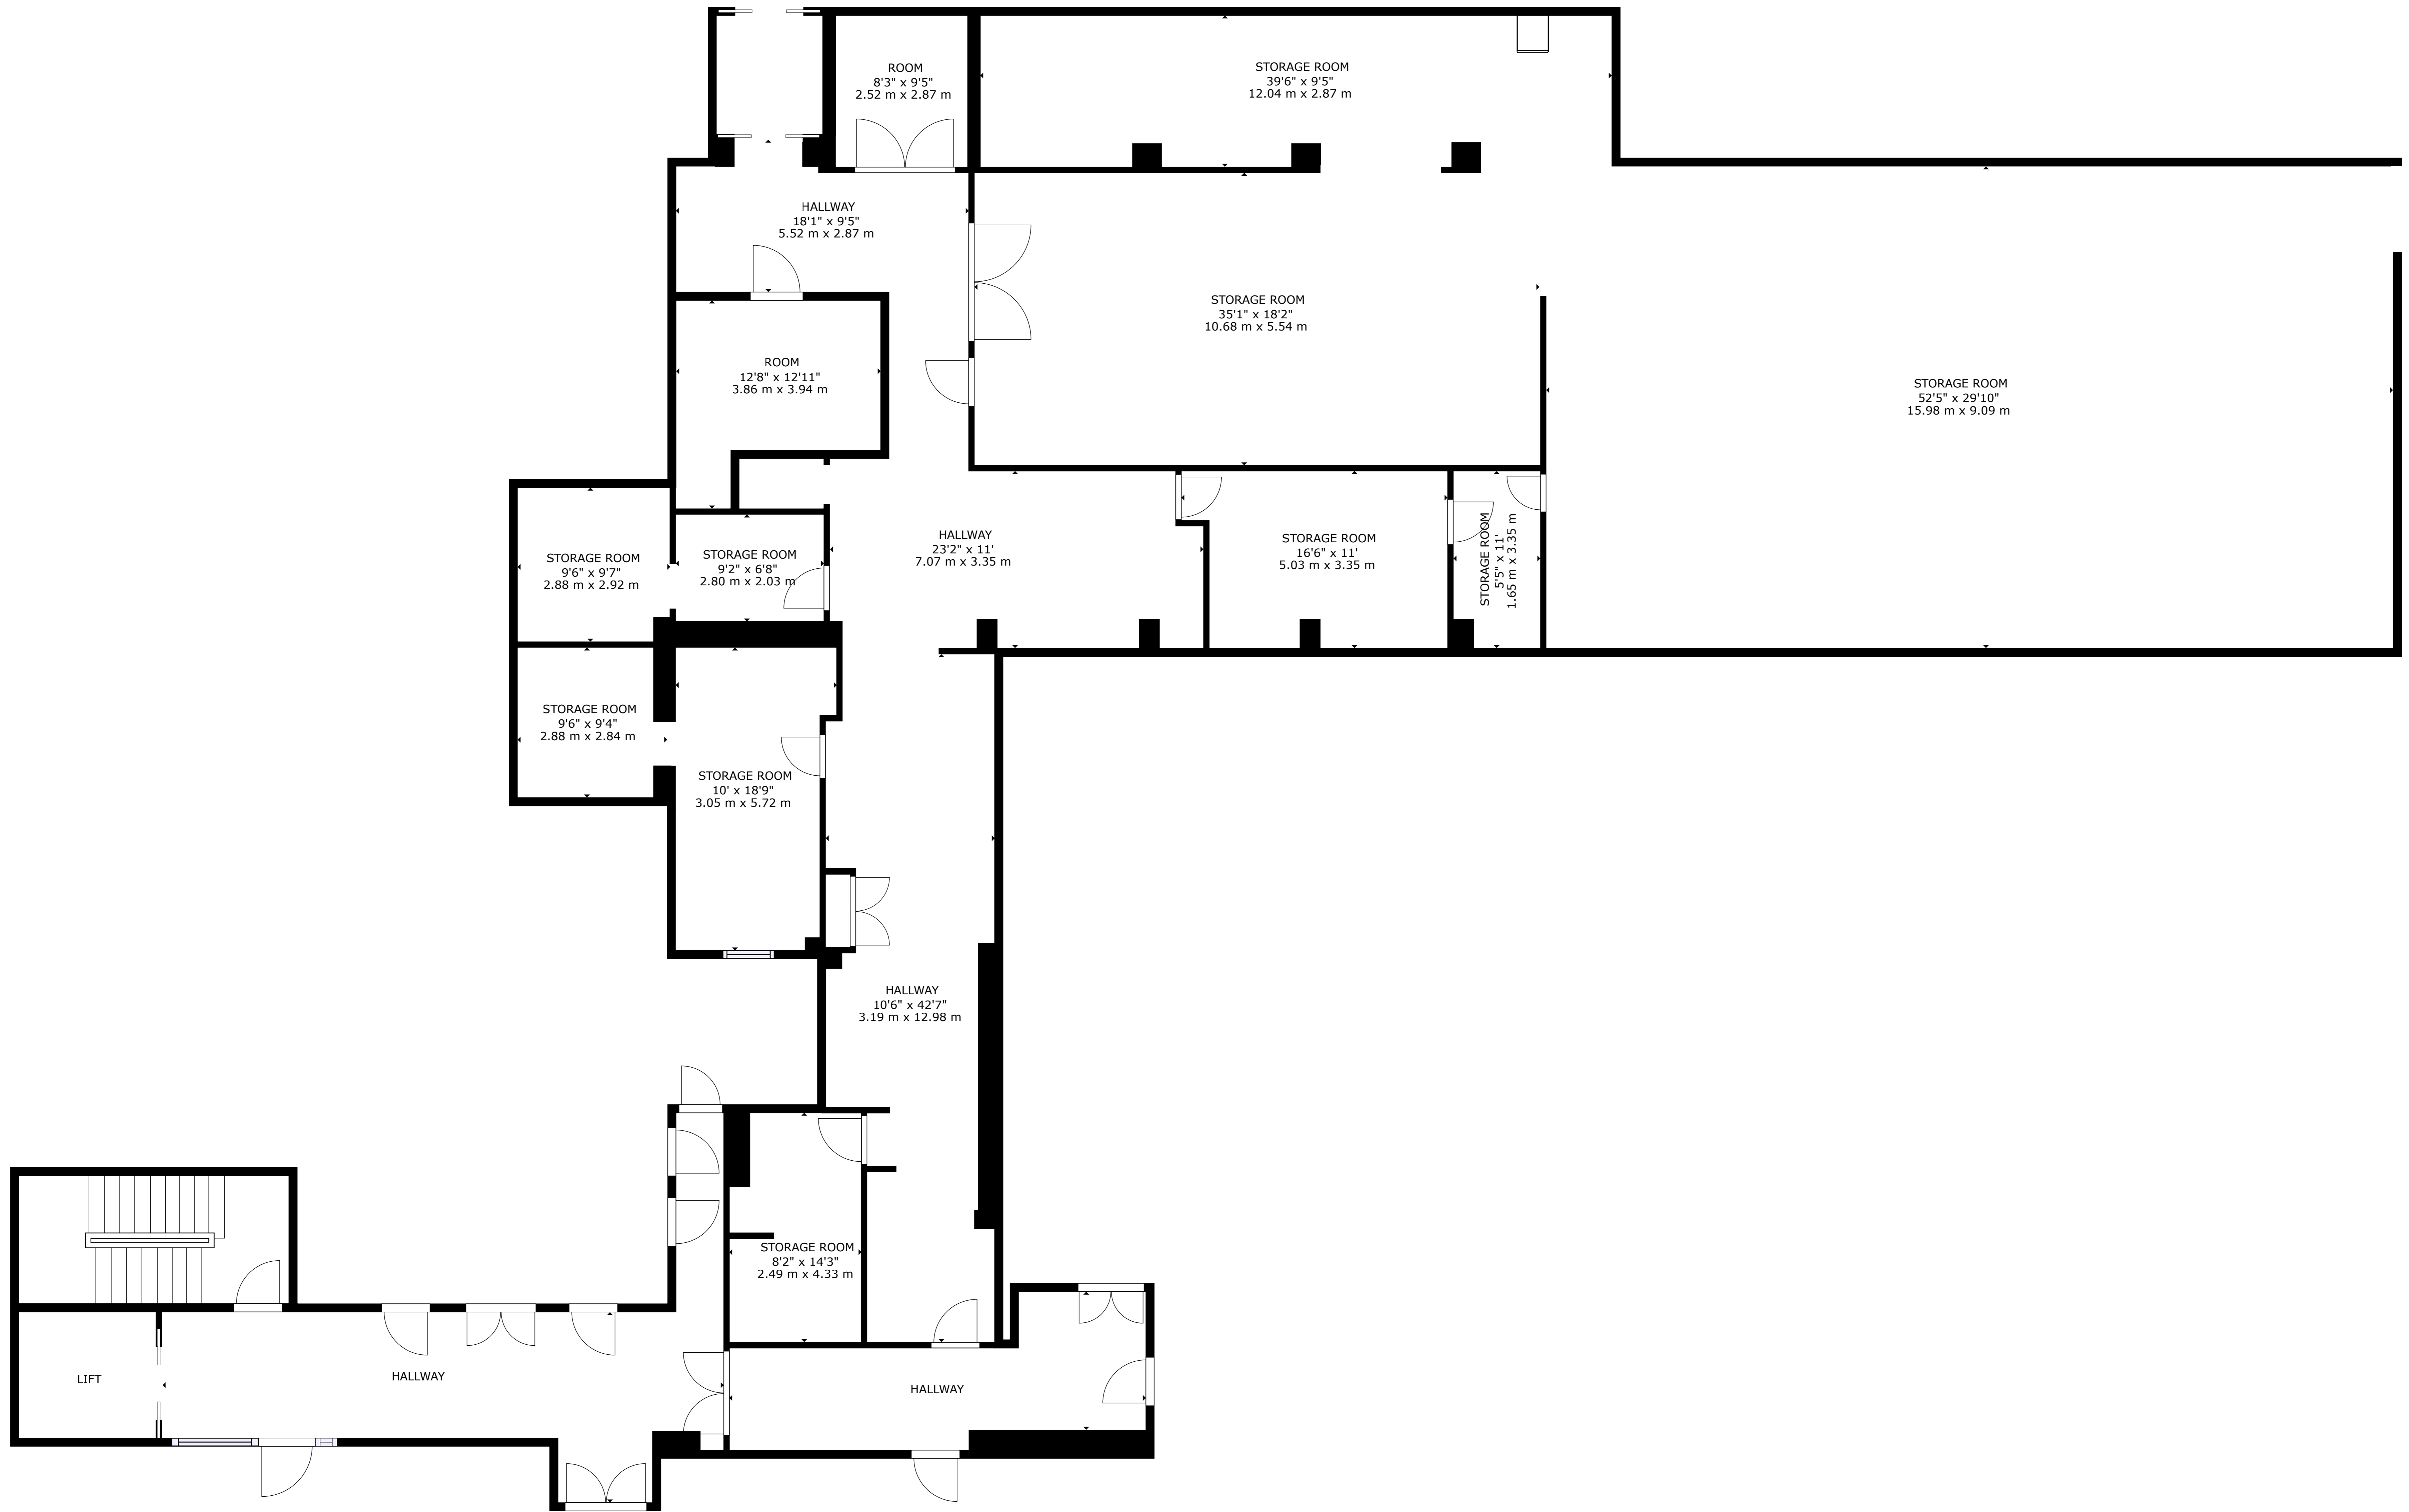 ROOM
8'3" x 9'5"
2.52 m x 2.87 m
STORAGE ROOM
39'6" x 9'5"
12.04 m x 2.87 m
HALLWAY
18'1" x 9'5"
5.52 m x 2.87 m
STORAGE ROOM
35'1" x 18'2"
10.68 m x 5.54 m
ROOM
12'8" x 12'11"
3.86 m x 3.94 m
STORAGE ROOM
52'5" x 29'10"
15.98 m x 9.09 m
STORAGE ROOM
9'6" x 9'7"
2.88 m x 2.92 m
STORAGE ROOM
9'2" x 6'8"
2.80 m x 2.03 m
HALLWAY
23'2" x 11'
7.07 m x 3.35 m
STORAGE ROOM
16'6" x 11'
5.03 m x 3.35 m
STORAGE ROOM
5'5" x 11'
1.65 m x 3.35 m
STORAGE ROOM
9'6" x 9'4"
2.88 m x 2.84 m
STORAGE ROOM
10' x 18'9"
3.05 m x 5.72 m
HALLWAY
10'6" x 42'7"
3.19 m x 12.98 m
STORAGE ROOM
8'2" x 14'3"
2.49 m x 4.33 m
LIFT
HALLWAY
HALLWAY